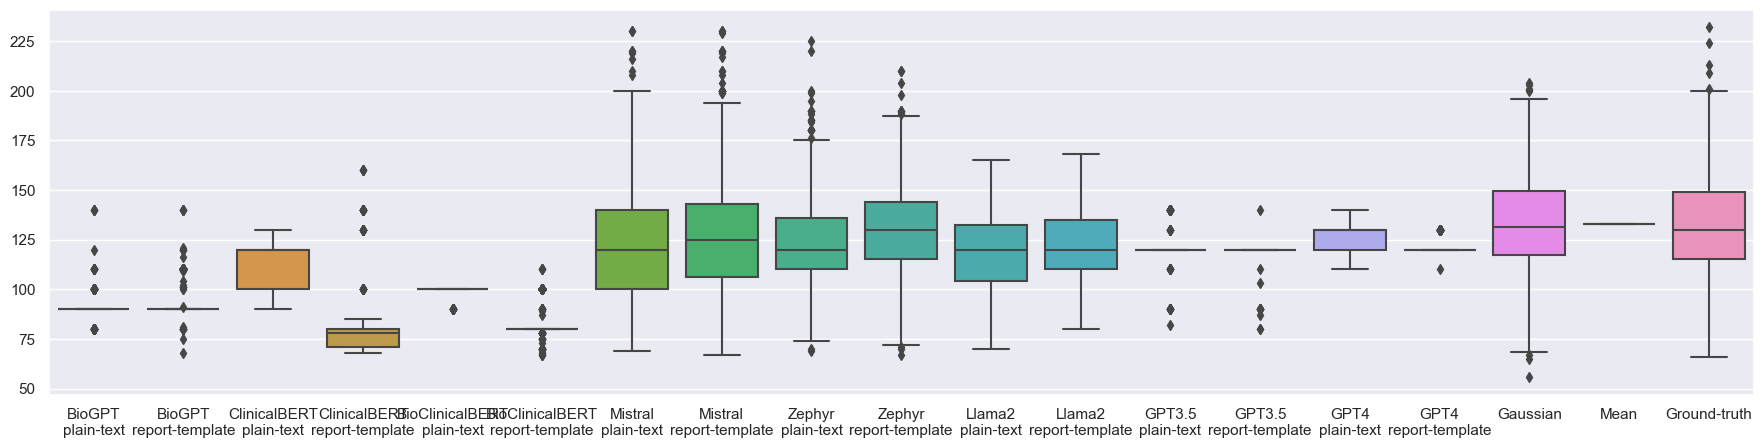 225
200
175
150
125
100
75
50
BioGPT
plain-text
BioGPT
report-template
ClinicalBERT
plain-text
ClinicalBERT
report-template
BioClinicalBERT
plain-text
BioClinicalBERT
report-template
Mistral
plain-text
Mistral
report-template
Zephyr
plain-text
Zephyr
report-template
Llama2
plain-text
Llama2
report-template
GPT3.5
plain-text
GPT3.5
report-template
GPT4
plain-text
GPT4
report-template
Gaussian
Mean
Ground-truth